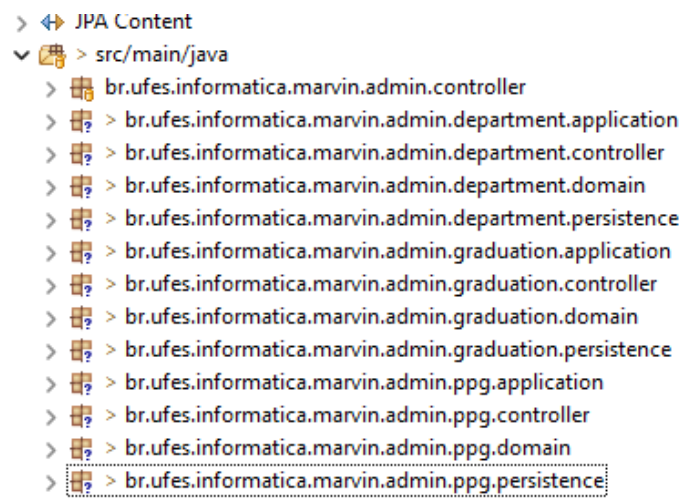 > JPA Content
> src/main/java
> br.ufes.informatica.marvin.admin.controller
> > br.ufes.informatica.marvin.admin.department.application
> > br.ufes.informatica.marvin.admin.department.controller
> > br.ufes.informatica.marvin.admin.department.domain
> > br.ufes.informatica.marvin.admin.department.persistence
> > br.ufes.informatica.marvin.admin.graduation.application
> > br.ufes.informatica.marvin.admin.graduation.controller
> > br.ufes.informatica.marvin.admin.graduation.domain
> > br.ufes.informatica.marvin.admin.graduation.persistence
> > br.ufes.informatica.marvin.admin.ppg.application
> > br.ufes.informatica.marvin.admin.ppg.controller
> > br.ufes.informatica.marvin.admin.ppg.domain
> > br.ufes.informatica.marvin.admin.ppg.persistence